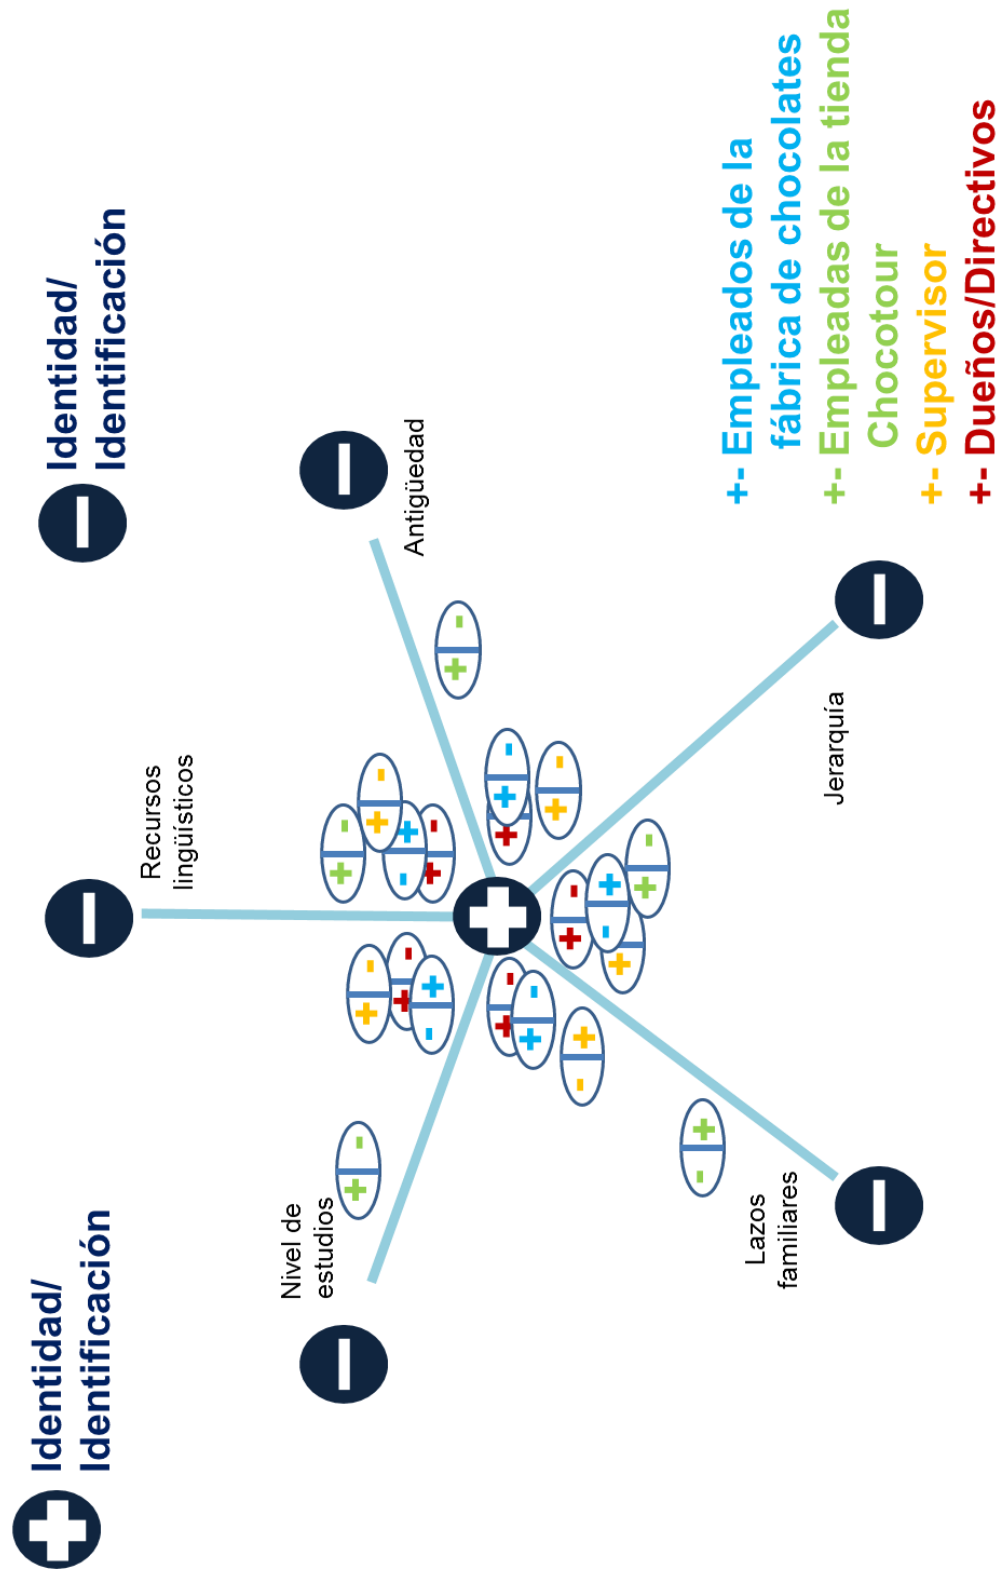 Identidad/
Identificación
Identidad/
Identificación
Recursos
lingüísticos
Nivel de
estudios
Antigüedad
Lazos
familiares
Jerarquía
+- Empleados de la
fábrica de chocolates
+- Empleadas de la tienda
Chocotour
+- Supervisor
+- Dueños/Directivos